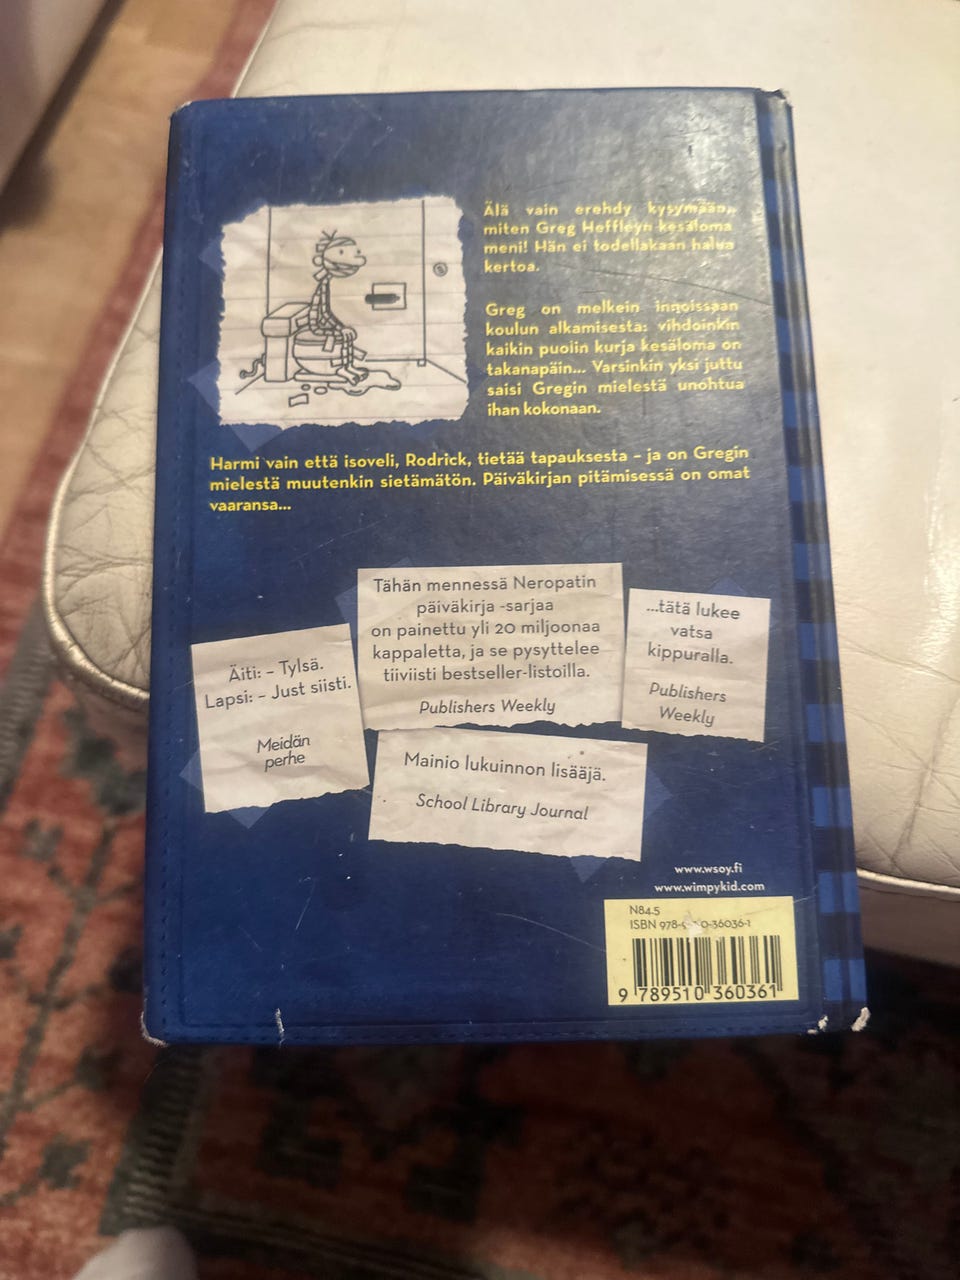 Älä vain erehdy kysymään,
miten Greg Heffleyn kesäloma
meni! Hän ei todellakaan halua
kertoa.
Greg on melkein innoissaan
koulun alkamisesta: vihdoinkin
kaikin puolin kurja kesäloma on
takanapäin... Varsinkin yksi juttu
saisi Gregin mielestä unohtua
ihan kokonaan.
Harmi vain että isoveli, Rodrick, tietää tapauksesta – ja on Gregin
mielestä muutenkin sietämätön. Päiväkirjan pitämisessä on omat
vaaransa...
Tähän mennessä Neropatin
päiväkirja -sarjaa
on painettu yli 20 miljoonaa
kappaletta, ja se pysyttelee
tiiviisti bestseller-listoilla.
Publishers Weekly
...tätä lukee
vatsa
kippuralla.
Publishers
Weekly
Äiti: – Tylsä.
Lapsi: – Just siisti.
Meidän
perhe
Mainio lukuinnon lisääjä.
School Library Journal
www.wsoy.fi
www.wimpykid.com
N84.5
ISBN 978-0-36036-1
9 789510 360361